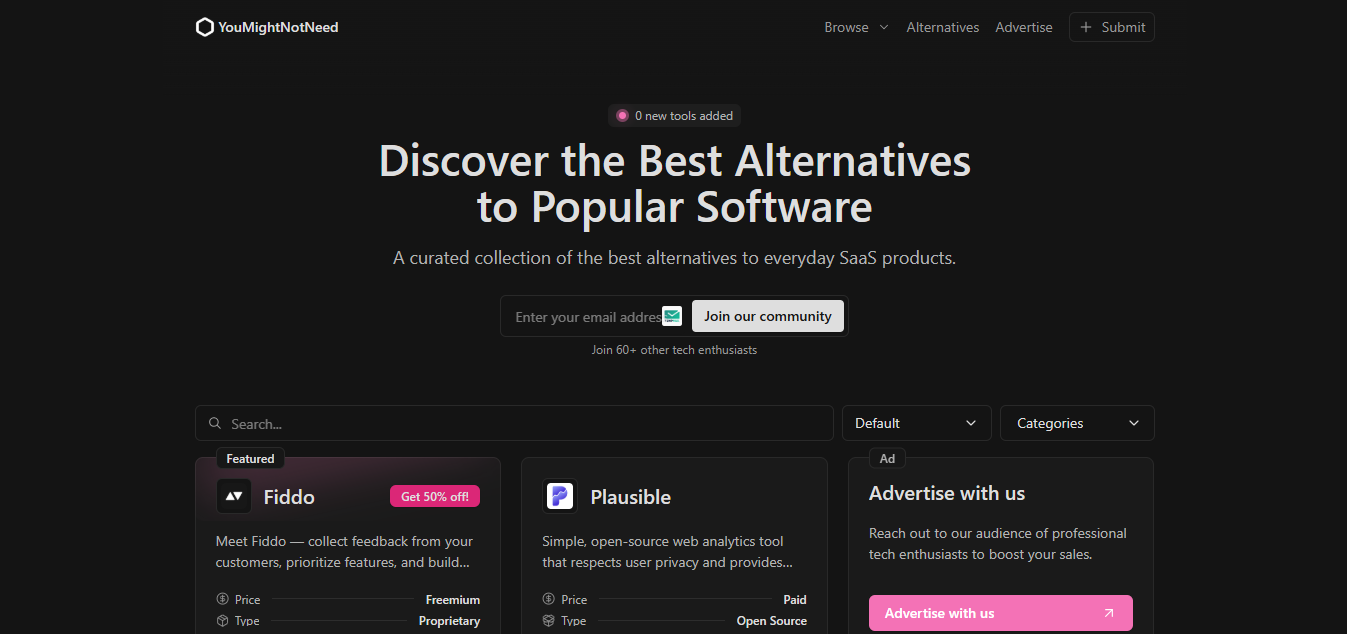 YouMightNotNeed
Browse Alternatives Advertise Submit
0 new tools added
Discover the Best Alternatives
to Popular Software
A curated collection of the best alternatives to everyday SaaS products.
Enter your email addres Join our community
Join 60+ other tech enthusiasts
Search... Default Categories
Featured
Fiddo Get 50% off!
Meet Fiddo — collect feedback from your
customers, prioritize features, and build...
Price Freemium
Type Proprietary
Plausible
Simple, open-source web analytics tool
that respects user privacy and provides...
Price Paid
Type Open Source
Ad
Advertise with us
Reach out to our audience of professional
tech enthusiasts to boost your sales.
Advertise with us